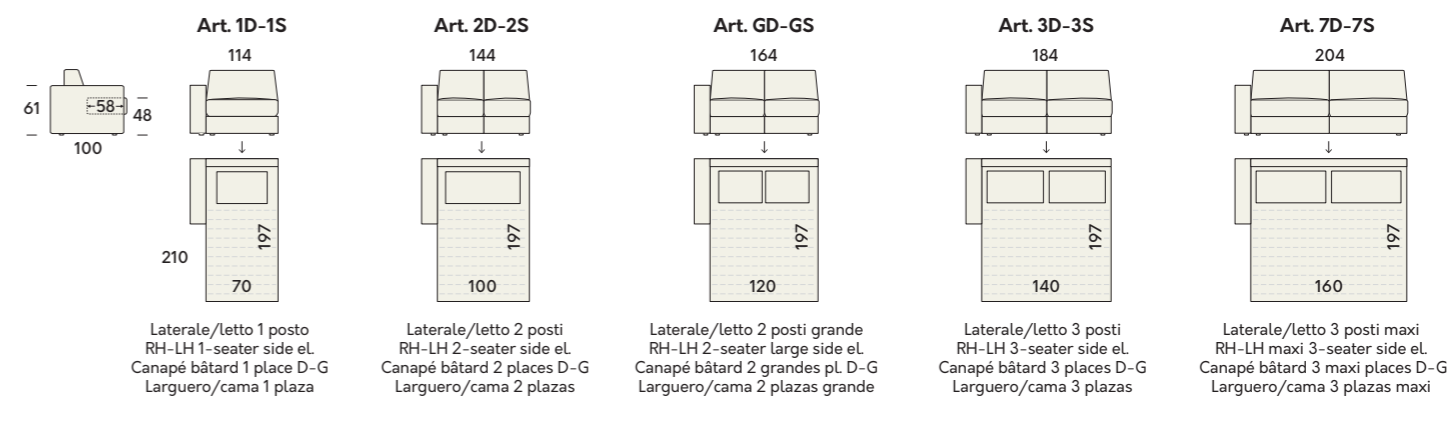 Art. 1D-1S
114
61
58
48
100
210
197
70
Laterale/letto 1 posto
RH-LH 1-seater side el.
Canapé bâtard 1 place D-G
Larguero/cama 1 plaza
Art. 2D-2S
144
197
100
Laterale/letto 2 posti
RH-LH 2-seater side el.
Canapé bâtard 2 places D-G
Larguero/cama 2 plazas
Art. GD-GS
164
197
120
Laterale/letto 2 posti grande
RH-LH 2-seater large side el.
Canapé bâtard 2 grandes pl. D-G
Larguero/cama 2 plazas grande
Art. 3D-3S
184
197
140
Laterale/letto 3 posti
RH-LH 3-seater side el.
Canapé bâtard 3 places D-G
Larguero/cama 3 plazas
Art. 7D-7S
204
197
160
Laterale/letto 3 posti maxi
RH-LH maxi 3-seater side el.
Canapé bâtard 3 maxi places D-G
Larguero/cama 3 plazas maxi